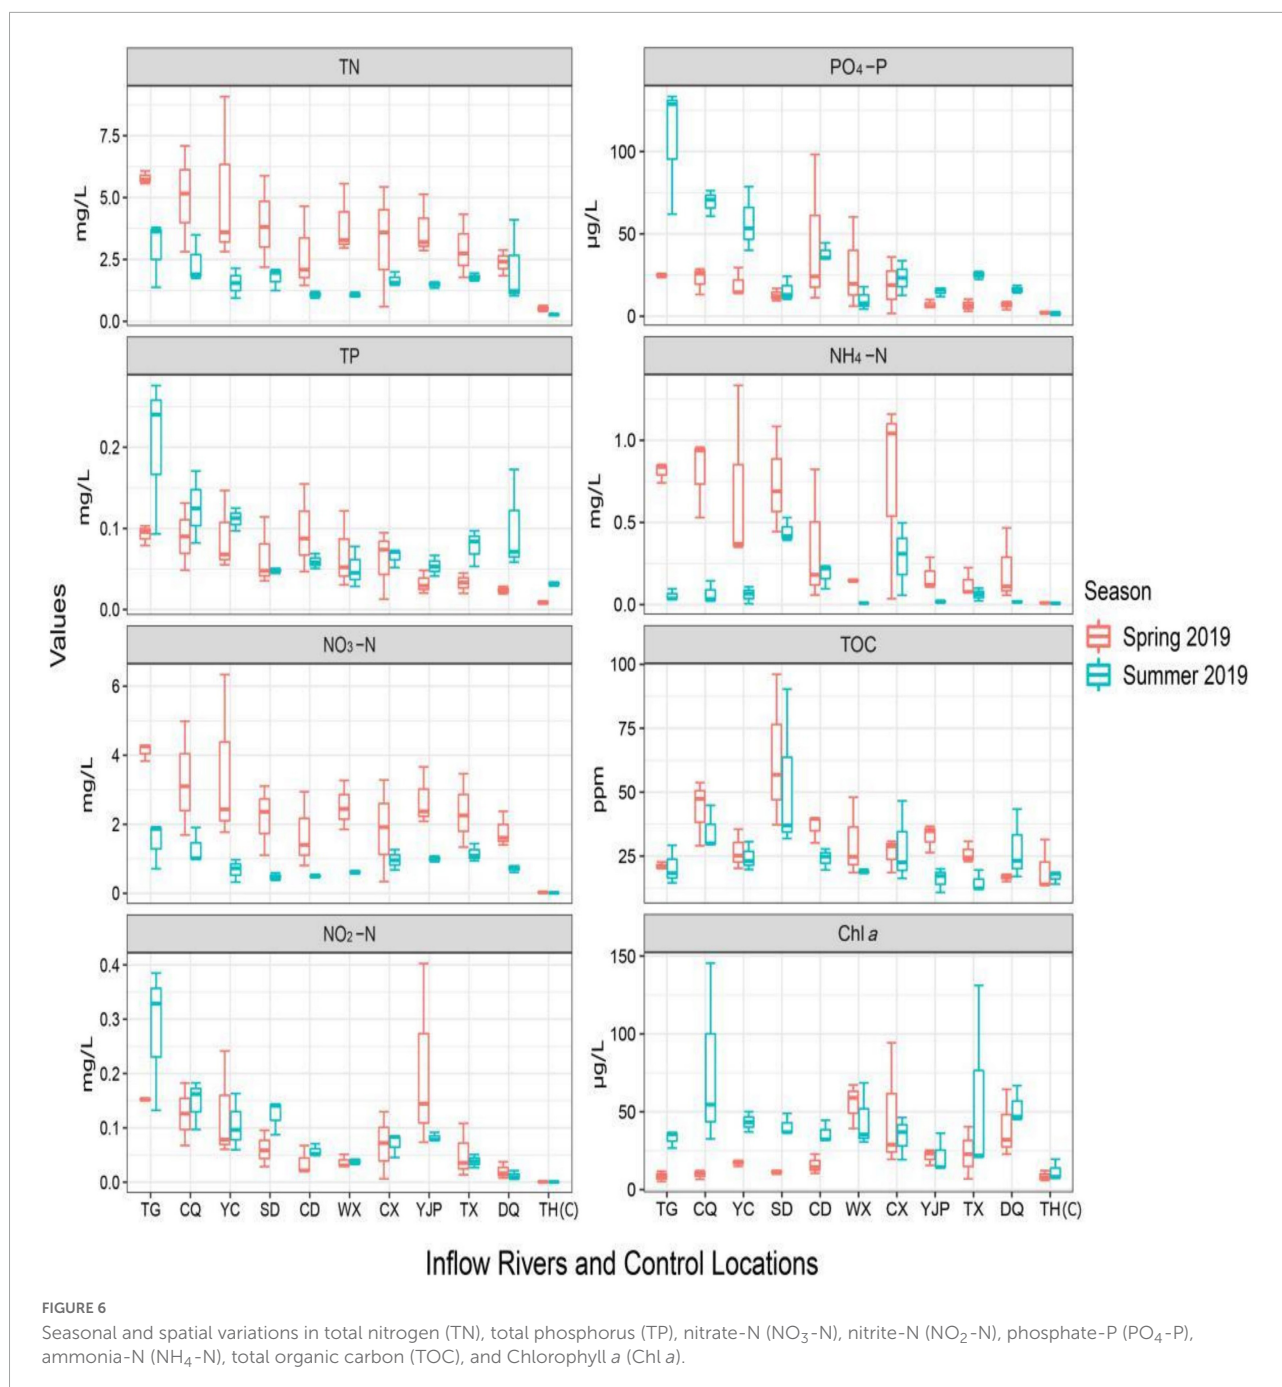 TN
mg/L
7.5
5.0
2.5
0.0
PO₄-P
µg/L
100
50
0
TP
mg/L
0.2
0.1
0.0
NH₄-N
mg/L
1.0
0.5
0.0
NO₃-N
mg/L
6
4
2
0
TOC
ppm
100
75
50
25
NO₂-N
mg/L
0.4
0.3
0.2
0.1
0.0
TG CQ YC SD CD WX CX YJP TX DQ TH(C)
Chl a
µg/L
150
100
50
0
TG CQ YC SD CD WX CX YJP TX DQ TH(C)
Values
Inflow Rivers and Control Locations
Season
Spring 2019
Summer 2019
FIGURE 6
Seasonal and spatial variations in total nitrogen (TN), total phosphorus (TP), nitrate-N (NO₃-N), nitrite-N (NO₂-N), phosphate-P (PO₄-P),
ammonia-N (NH₄-N), total organic carbon (TOC), and Chlorophyll a (Chl a).